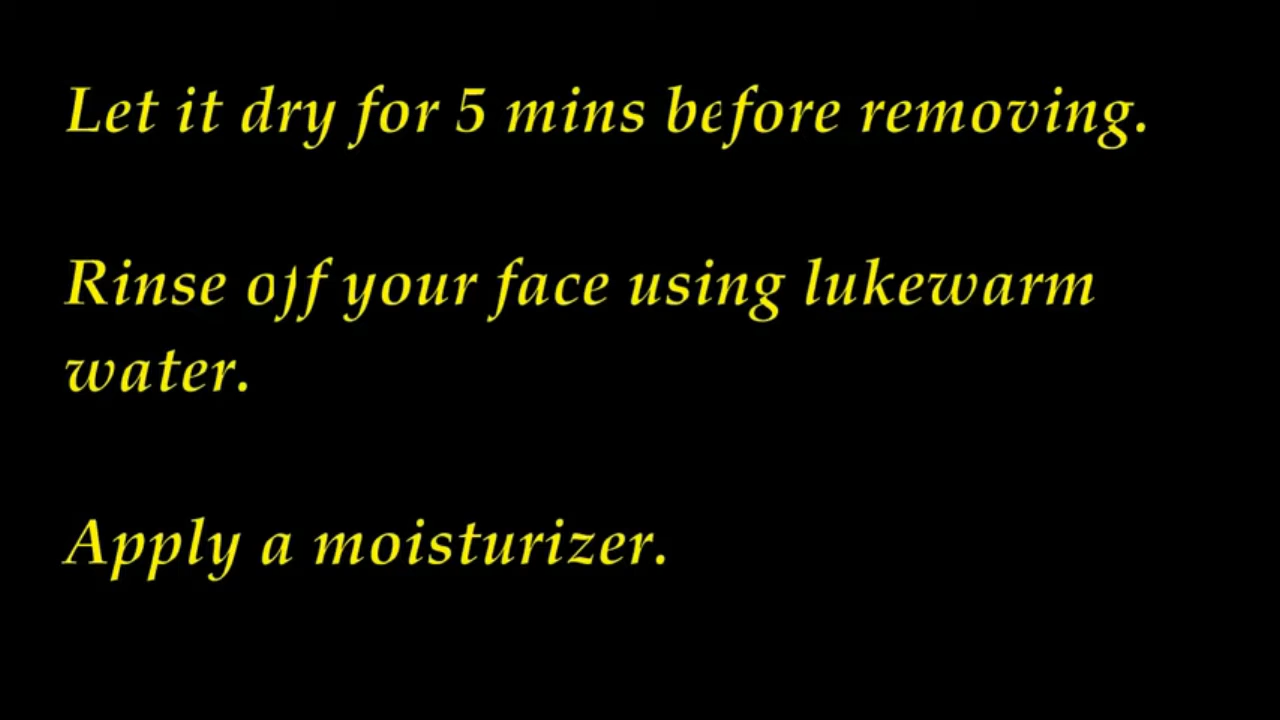 Let it dry for 5 mins before removing.
Rinse off your face using lukewarm
water.
Apply a moisturizer.